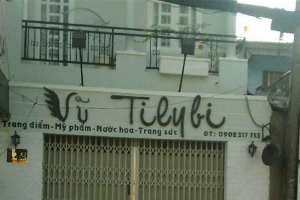 Vũ Tilybi
Trang điểm-Mỹ phẩm-Nước hoa-Trang sức
ĐT: 0908 317 793